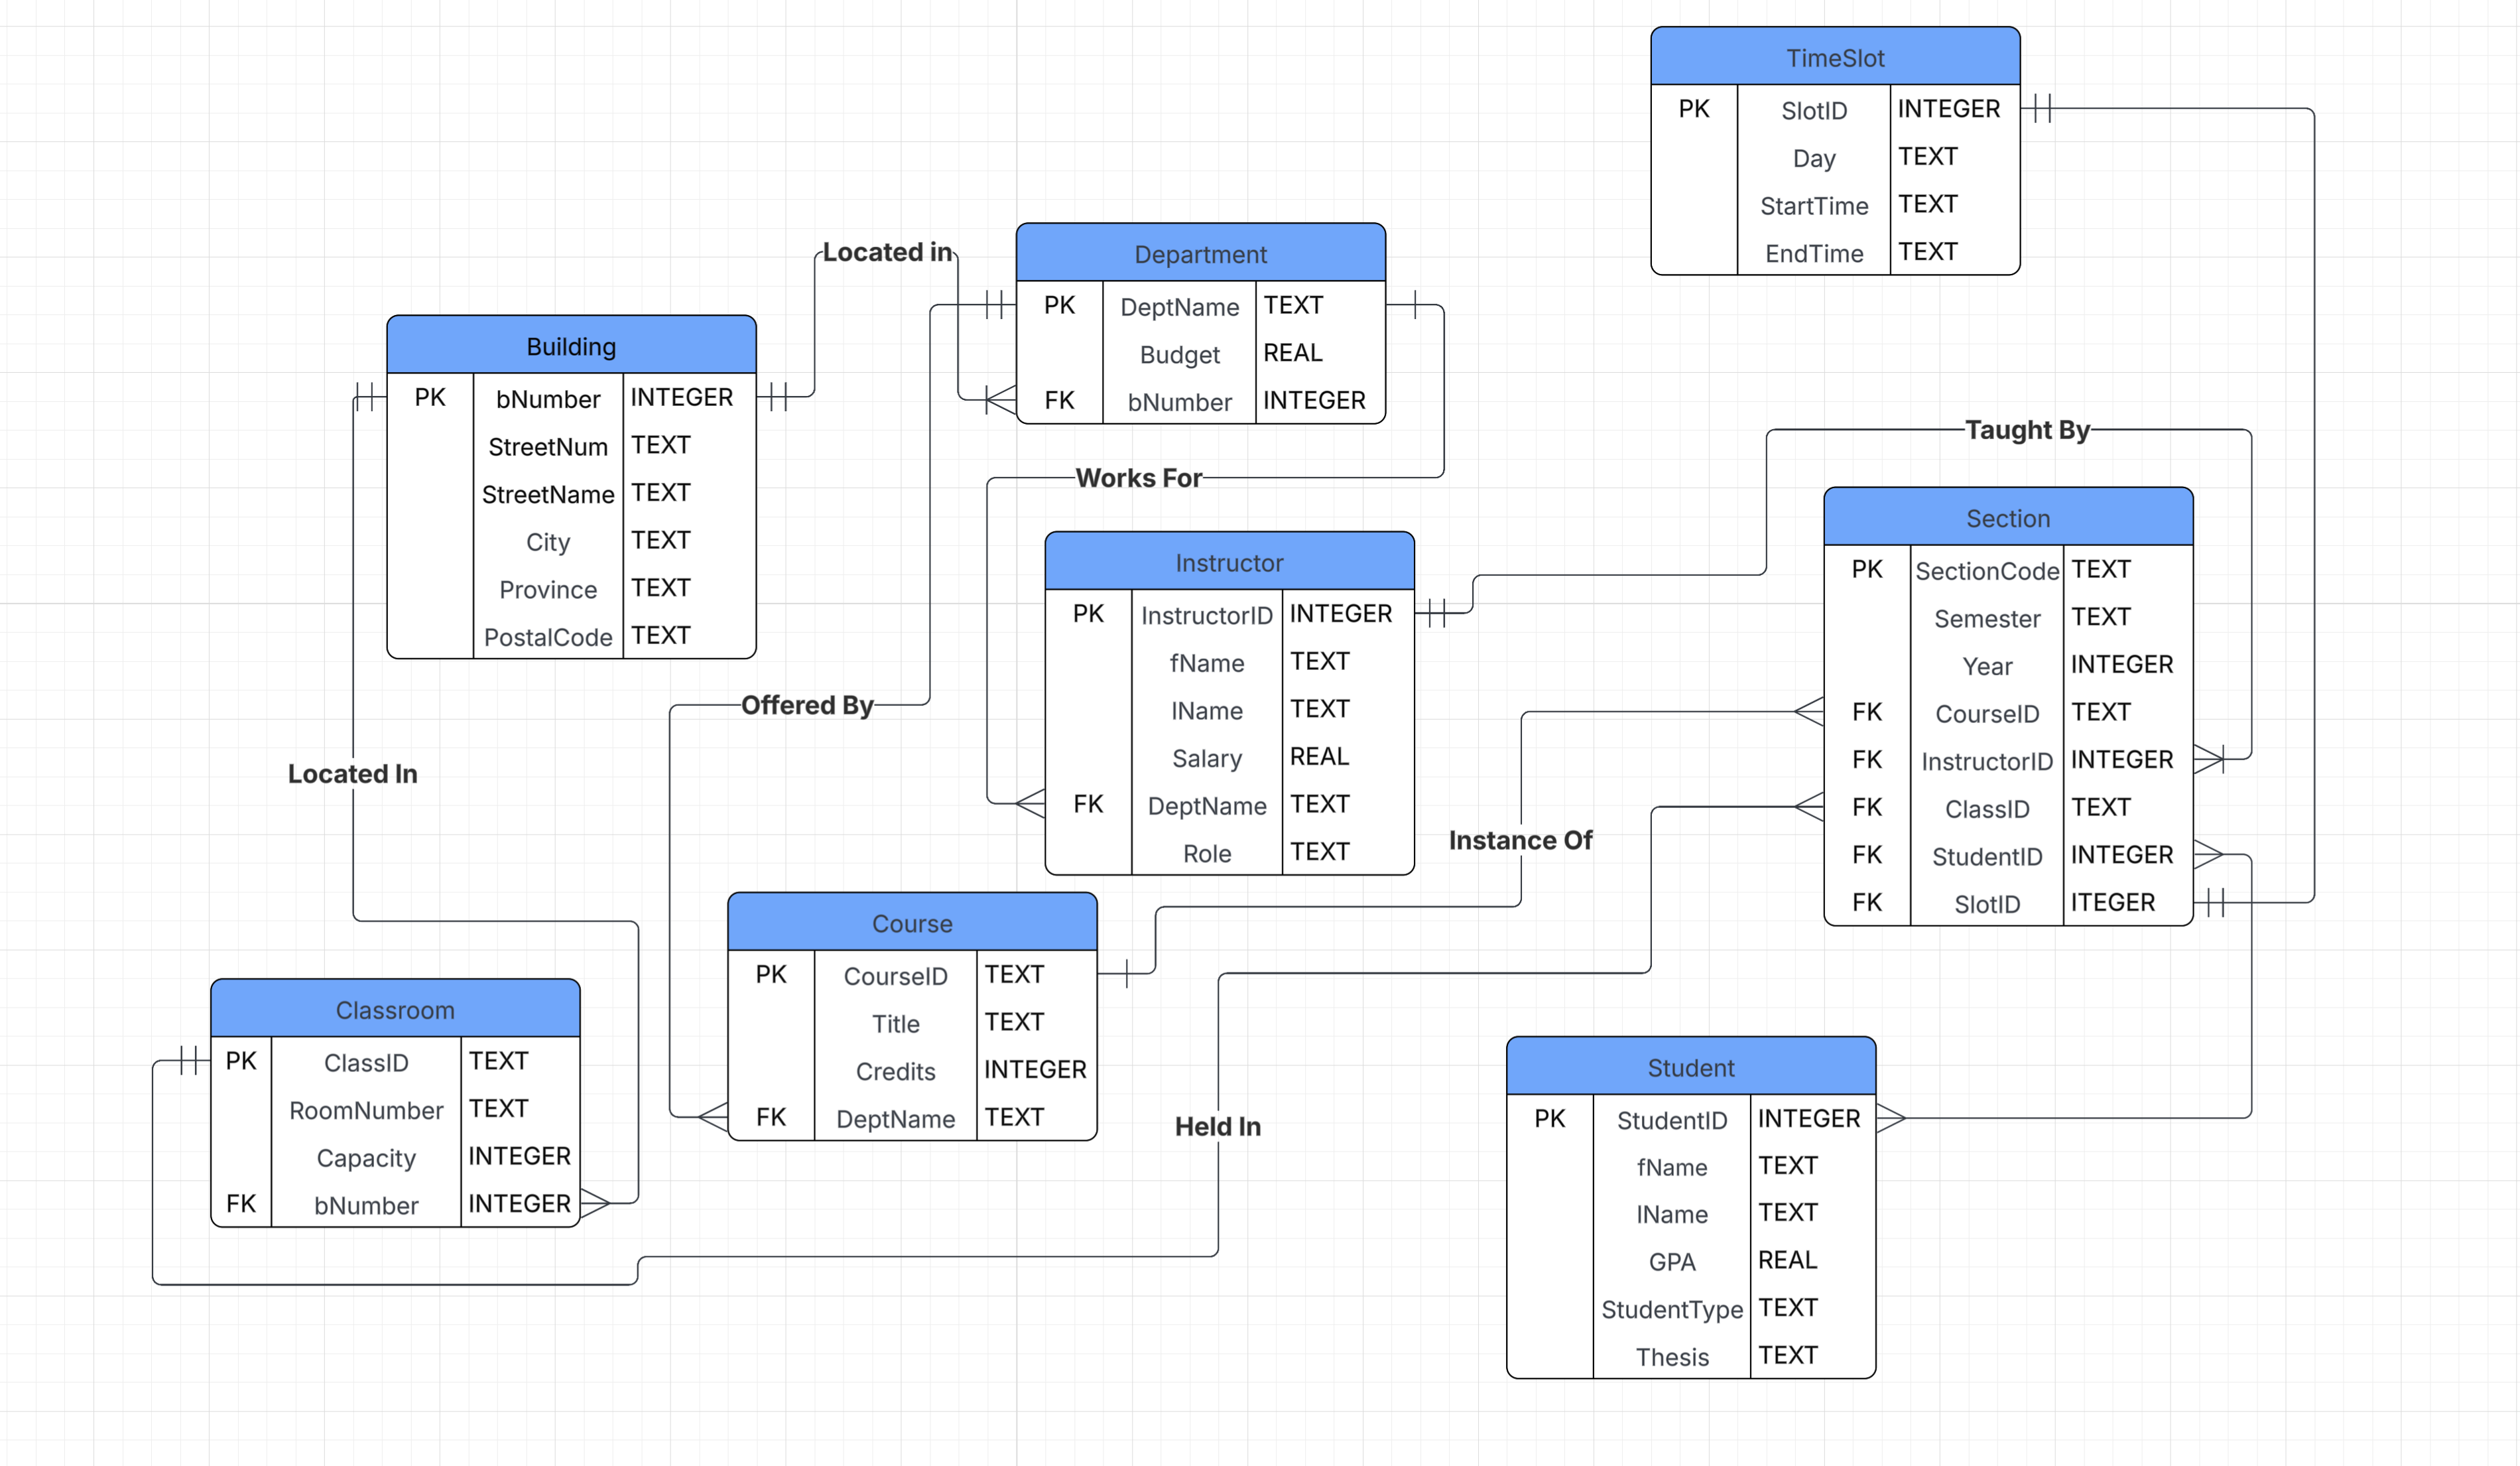 TimeSlot
PK SlotID INTEGER
Day TEXT
StartTime TEXT
EndTime TEXT
Located in
Department
PK DeptName TEXT
Budget REAL
FK bNumber INTEGER
Building
PK bNumber INTEGER
StreetNum TEXT
StreetName TEXT
City TEXT
Province TEXT
PostalCode TEXT
Works For
Taught By
Instructor
PK InstructorID INTEGER
fName TEXT
lName TEXT
Salary REAL
FK DeptName TEXT
Role TEXT
Section
PK SectionCode TEXT
Semester TEXT
Year INTEGER
FK CourseID TEXT
FK InstructorID INTEGER
FK ClassID TEXT
FK StudentID INTEGER
FK SlotID ITEGER
Offered By
Located In
Instance Of
Course
PK CourseID TEXT
Title TEXT
Credits INTEGER
FK DeptName TEXT
Classroom
PK ClassID TEXT
RoomNumber TEXT
Capacity INTEGER
FK bNumber INTEGER
Held In
Student
PK StudentID INTEGER
fName TEXT
lName TEXT
GPA REAL
StudentType TEXT
Thesis TEXT